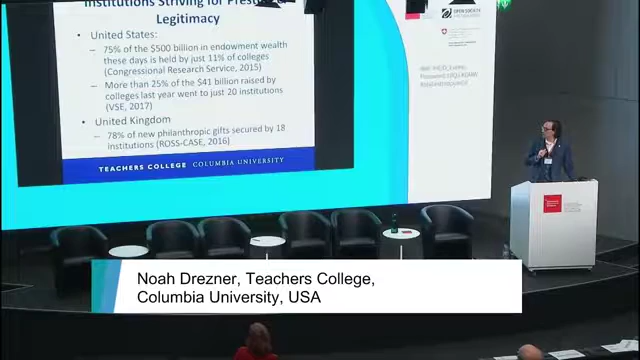 Institutions Striving for Prestige &
Legitimacy
• United States:
– 75% of the $500 billion in endowment wealth
these days is held by just 11% of colleges
(Congressional Research Service, 2015)
– More than 25% of the $41 billion raised by
colleges last year went to just 20 institutions
(VSE, 2017)
• United Kingdom
– 78% of new philanthropic gifts secured by 18
institutions (ROSS-CASE, 2016)
TEACHERS COLLEGE COLUMBIA UNIVERSITY
OPEN SOCIETY
Noah Drezner, Teachers College,
Columbia University, USA